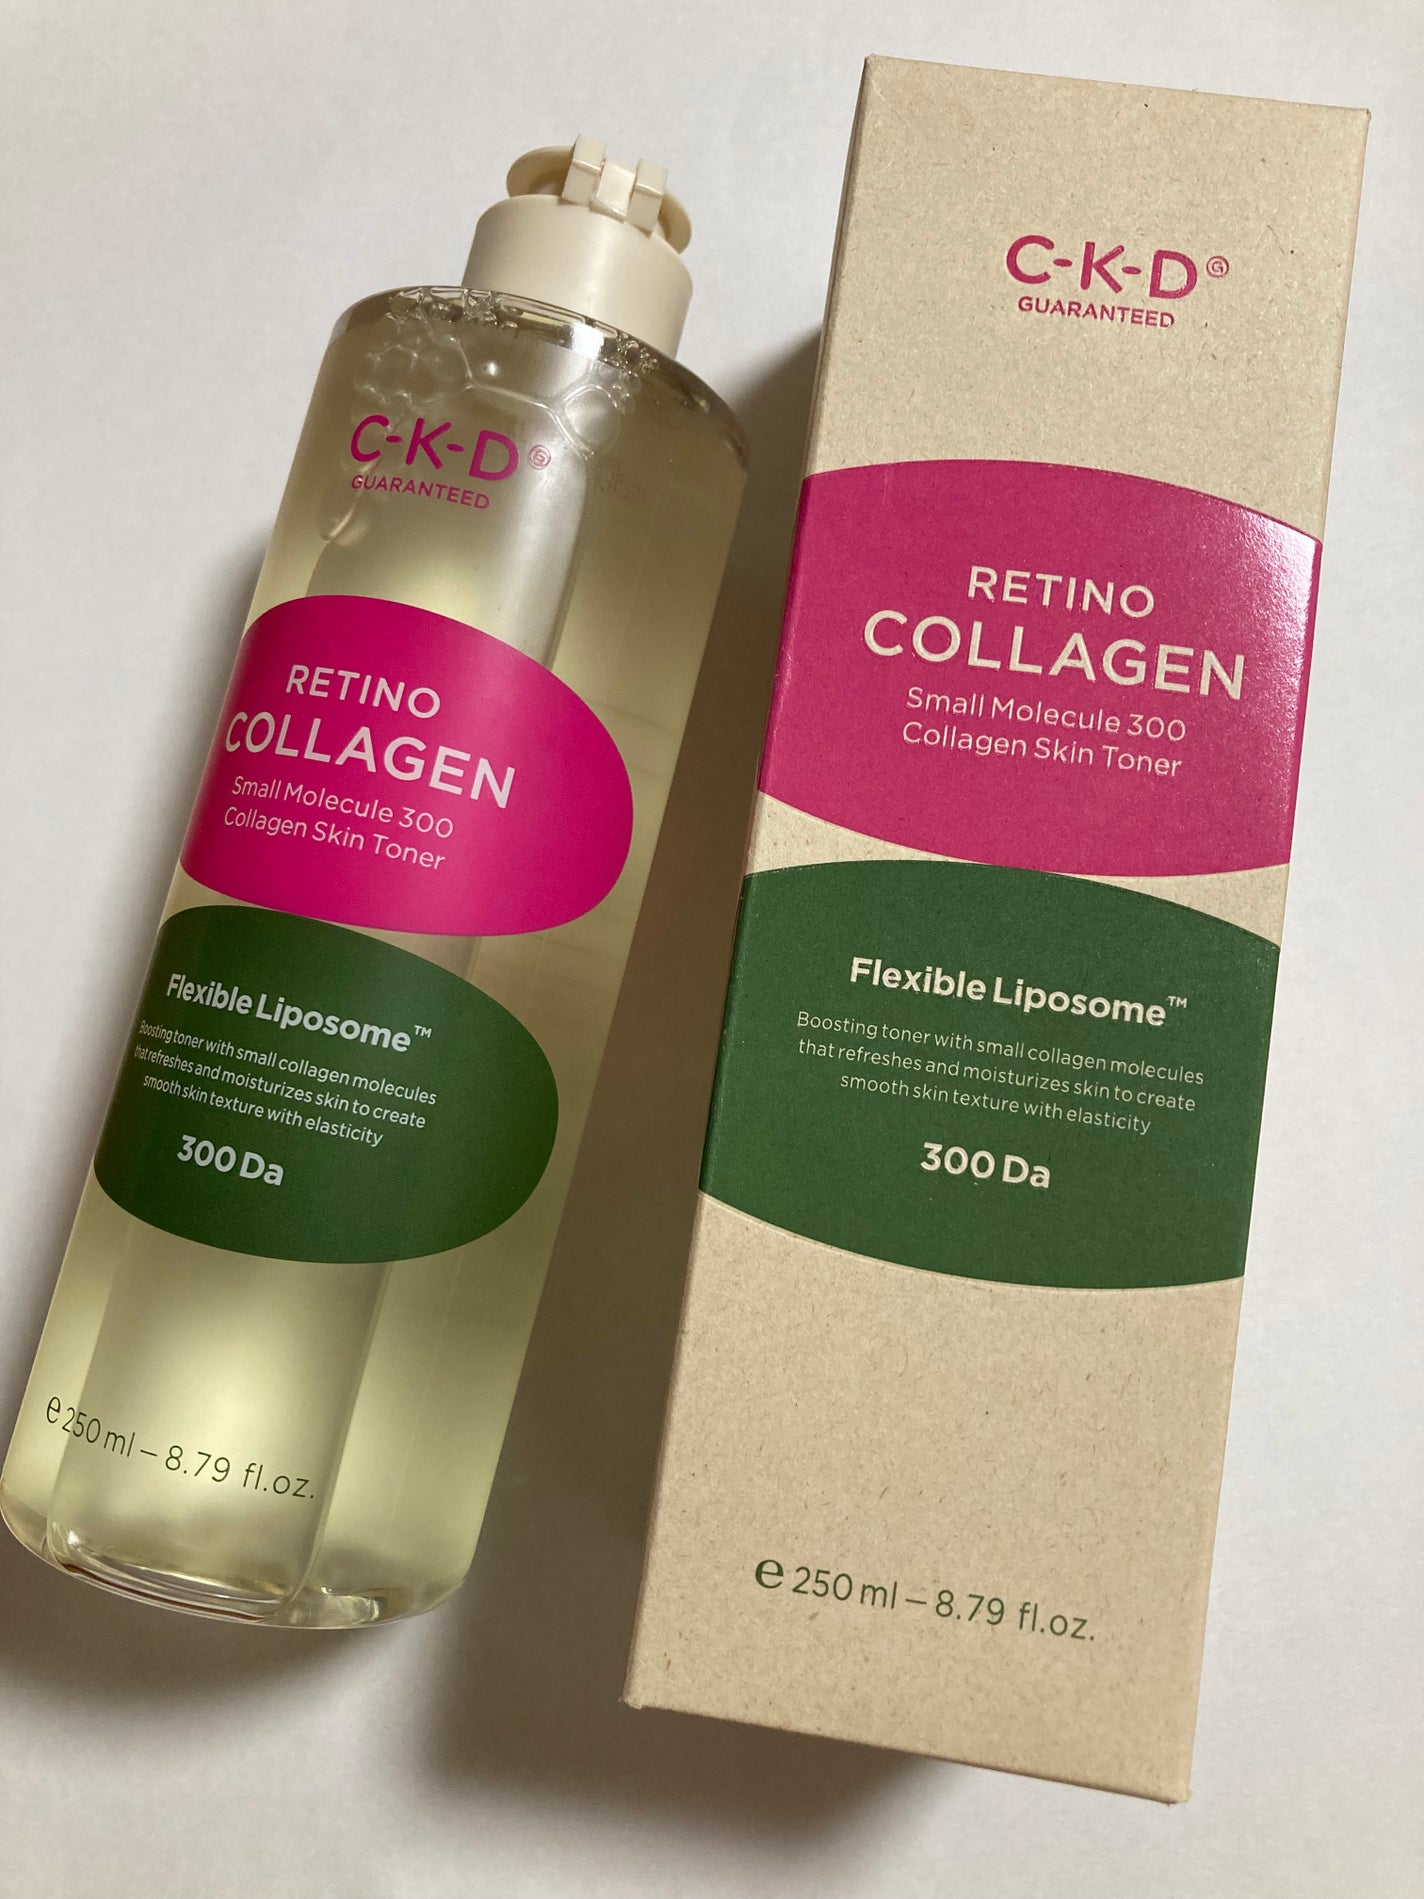 C-K-D G
GUARANTEED
RETINO
COLLAGEN
Small Molecule 300
Collagen Skin Toner
Flexible Liposome™
Boosting toner with small collagen molecules
that refreshes and moisturizes skin to create
smooth skin texture with elasticity
300 Da
e 250 ml – 8.79 fl.oz.
C-K-D G
GUARANTEED
RETINO
COLLAGEN
Small Molecule 300
Collagen Skin Toner
Flexible Liposome™
Boosting toner with small collagen molecules
that refreshes and moisturizes skin to create
smooth skin texture with elasticity
300 Da
e 250 ml – 8.79 fl.oz.